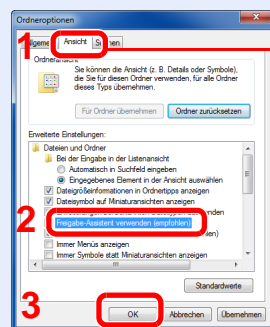 Ordneroptionen
Ansicht
1
Ordneransicht
Sie können die Ansicht (z. B. Details oder Symbole),
die Sie für diesen Ordner verwenden, für alle Ordner
dieses Typs übernehmen.
Für Ordner übernehmen Ordner zurücksetzen
Erweiterte Einstellungen:
Dateien und Ordner
Bei der Eingabe in der Listenansicht
Automatisch in Suchfeld eingeben
Eingegebenes Element in der Ansicht auswählen
Dateigrößeinformationen in Ordnertipps anzeigen
Dateisymbol auf Miniaturansichten anzeigen
2
Freigabe-Assistent verwenden (empfohlen)
Immer Menüs anzeigen
Immer Symbole statt Miniaturansichten anzeigen
Standardwerte
3
OK Abbrechen Übernehmen